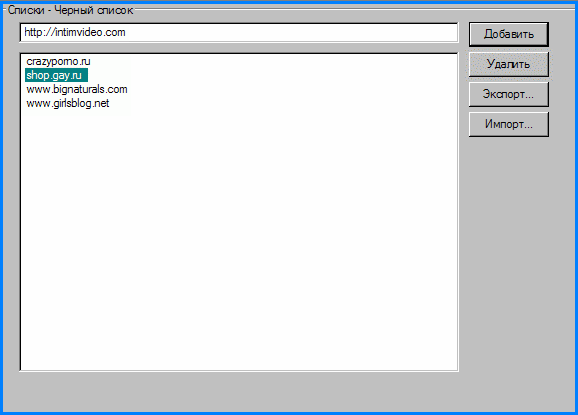 Списки - Черный список
http://intimvideo.com
Добавить
crazyporno.ru
Удалить
shop.gay.ru
www.bignaturals.com
Экспорт...
www.girlsblog.net
Импорт...